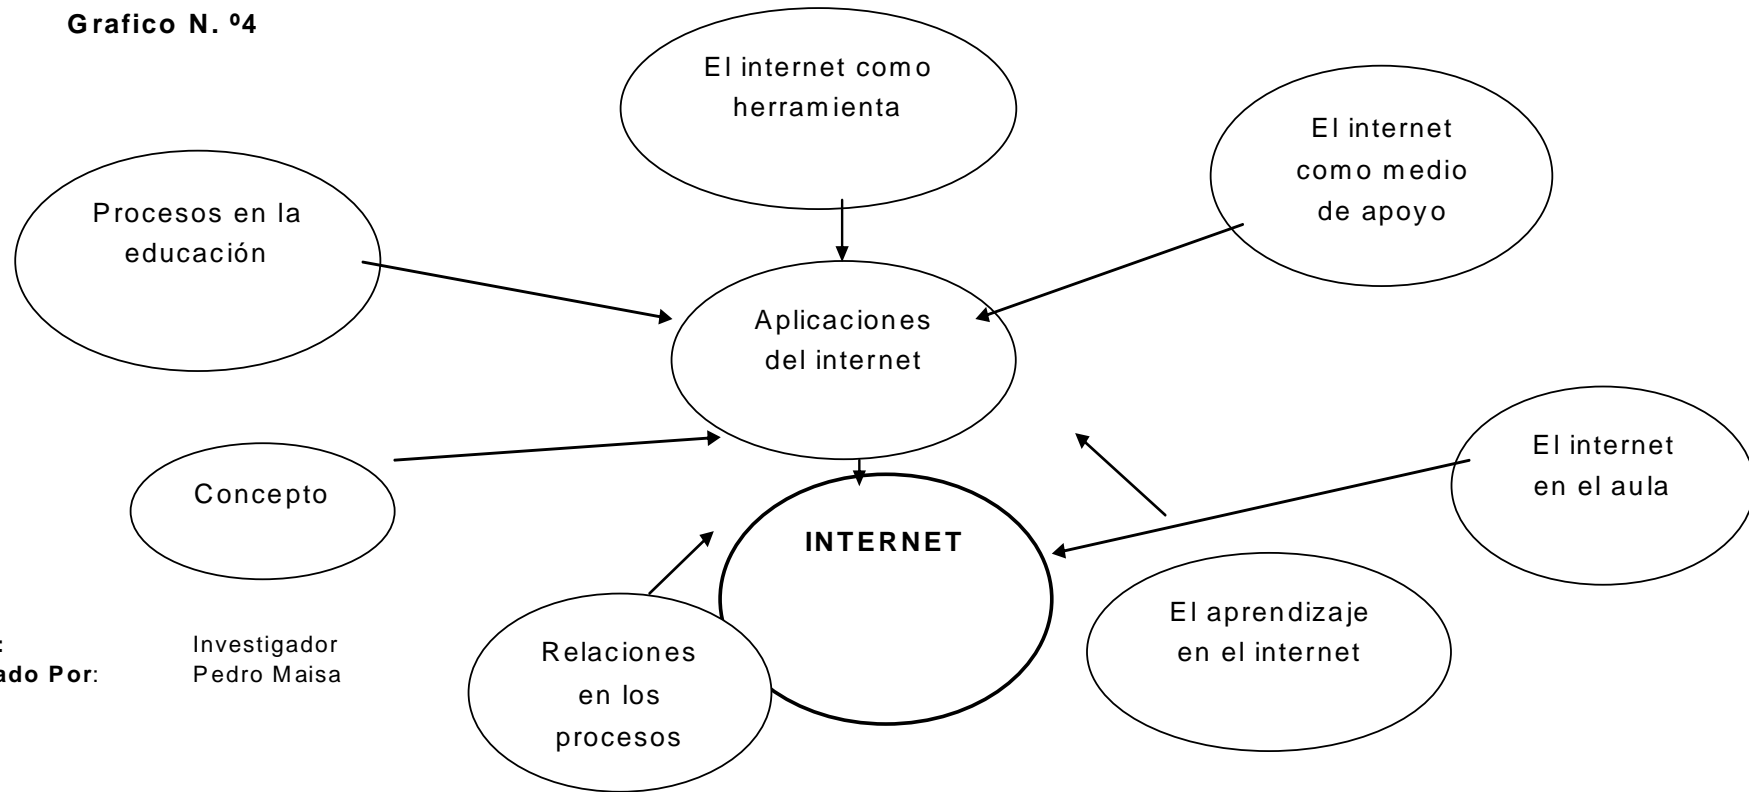 Grafico N. º4
El internet como
herramienta
El internet
como medio
de apoyo
Procesos en la
educación
Aplicaciones
del internet
El internet
en el aula
Concepto
INTERNET
El aprendizaje
en el internet
Relaciones
en los
procesos
: Investigador
ado Por: Pedro Maisa